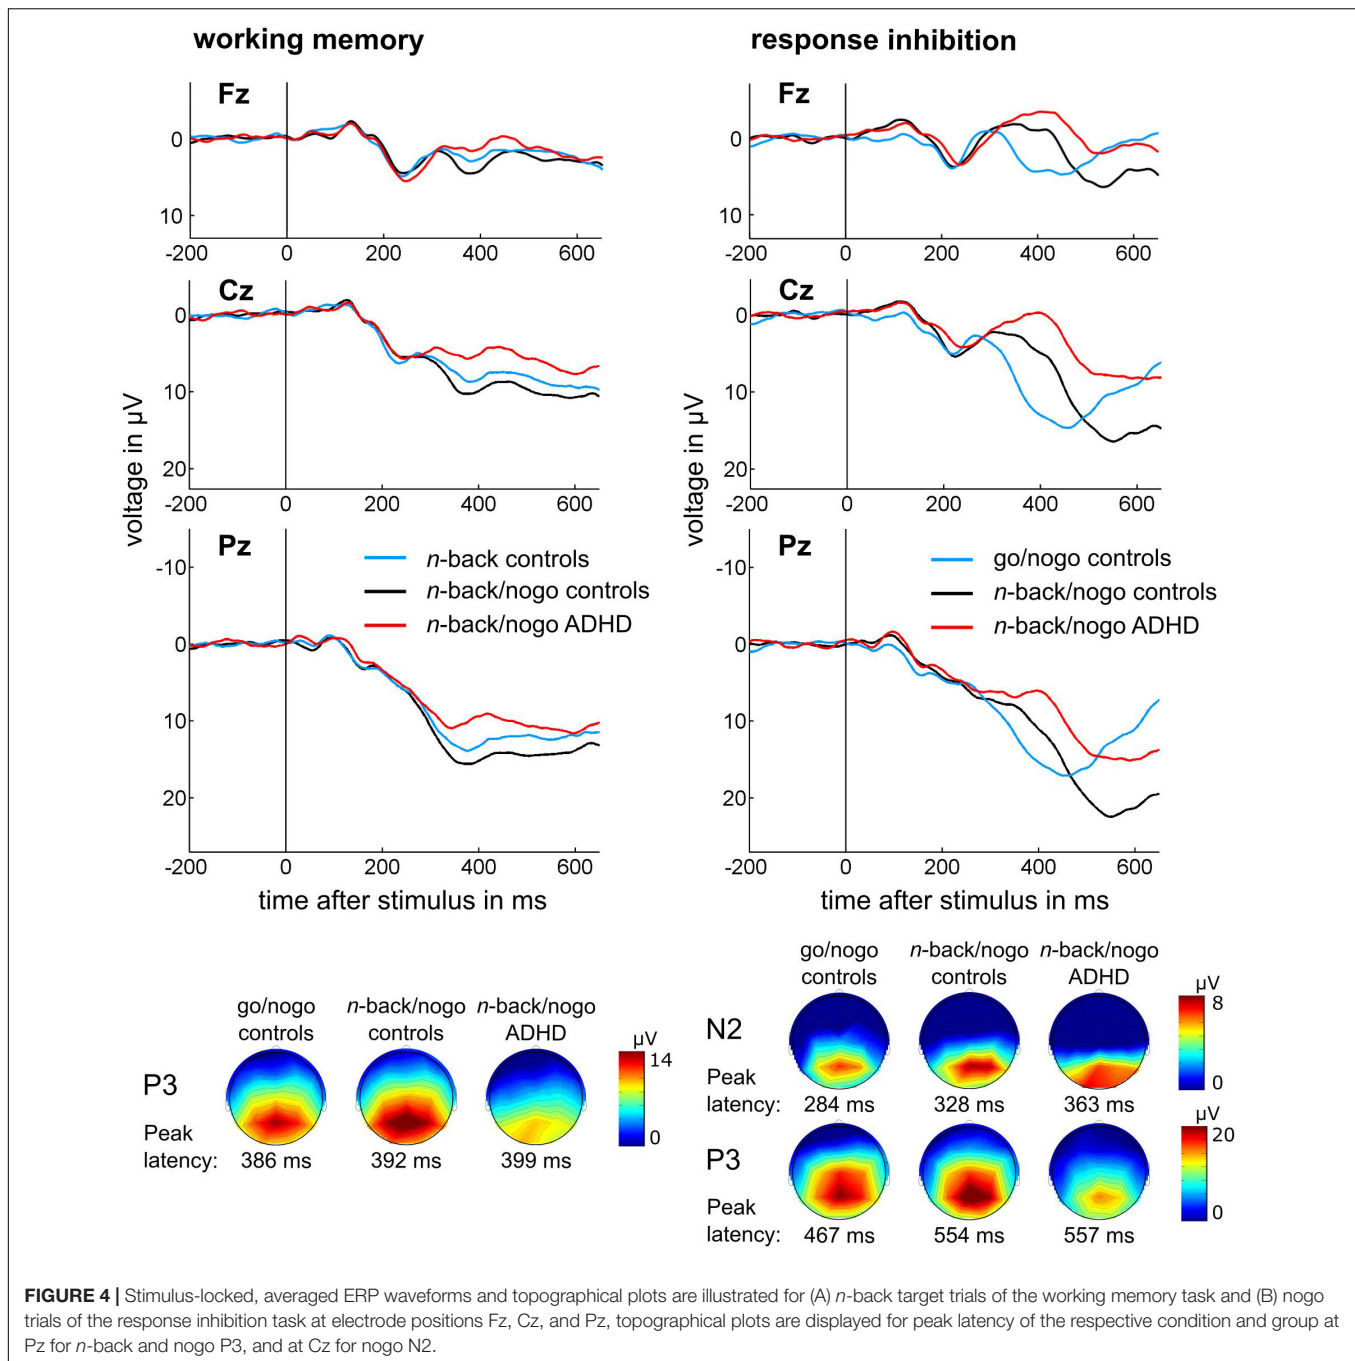 working memory
response inhibition
Fz
0
10
-200 0 200 400 600
Fz
0
10
-200 0 200 400 600
Cz
0
10
20
-200 0 200 400 600
Cz
0
10
20
-200 0 200 400 600
voltage in µV
voltage in µV
Pz
-10
0
10
20
-200 0 200 400 600
n-back controls
n-back/nogo controls
n-back/nogo ADHD
time after stimulus in ms
Pz
-10
0
10
20
-200 0 200 400 600
go/nogo controls
n-back/nogo controls
n-back/nogo ADHD
time after stimulus in ms
go/nogo controls
n-back/nogo controls
n-back/nogo ADHD
µV
14
0
P3
Peak
latency: 386 ms 392 ms 399 ms
go/nogo controls
n-back/nogo controls
n-back/nogo ADHD
N2
µV
8
0
Peak
latency: 284 ms 328 ms 363 ms
P3
µV
20
0
Peak
latency: 467 ms 554 ms 557 ms
FIGURE 4 | Stimulus-locked, averaged ERP waveforms and topographical plots are illustrated for (A) n-back target trials of the working memory task and (B) nogo
trials of the response inhibition task at electrode positions Fz, Cz, and Pz, topographical plots are displayed for peak latency of the respective condition and group at
Pz for n-back and nogo P3, and at Cz for nogo N2.